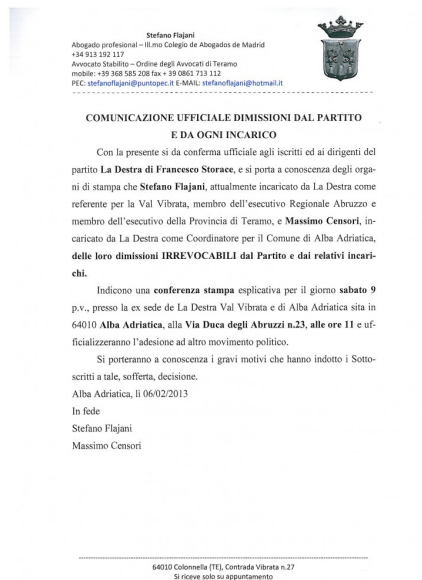 Stefano Flajani
Abogado profesional – Ill.mo Colegio de Abogados de Madrid
+34 913 192 117
Avvocato Stabilito – Ordine degli Avvocati di Teramo
mobile: +39 368 585 208 fax + 39 0861 713 112
PEC: stefanoflajani@puntopec.it E-MAIL: stefanoflajani@hotmail.it
COMUNICAZIONE UFFICIALE DIMISSIONI DAL PARTITO
E DA OGNI INCARICO
Con la presente si da conferma ufficiale agli iscritti ed ai dirigenti del
partito La Destra di Francesco Storace, e si porta a conoscenza degli orga-
ni di stampa che Stefano Flajani, attualmente incaricato da La Destra come
referente per la Val Vibrata, membro dell'esecutivo Regionale Abruzzo e
membro dell'esecutivo della Provincia di Teramo, e Massimo Censori, in-
caricato da La Destra come Coordinatore per il Comune di Alba Adriatica,
delle loro dimissioni IRREVOCABILI dal Partito e dai relativi incari-
chi.
Indicono una conferenza stampa esplicativa per il giorno sabato 9
p.v., presso la ex sede de La Destra Val Vibrata e di Alba Adriatica sita in
64010 Alba Adriatica, alla Via Duca degli Abruzzi n.23, alle ore 11 e uf-
ficializzeranno l'adesione ad altro movimento politico.
Si porteranno a conoscenza i gravi motivi che hanno indotto i Sotto-
scritti a tale, sofferta, decisione.
Alba Adriatica, lì 06/02/2013
In fede
Stefano Flajani
Massimo Censori
64010 Colonnella (TE), Contrada Vibrata n.27
Si riceve solo su appuntamento